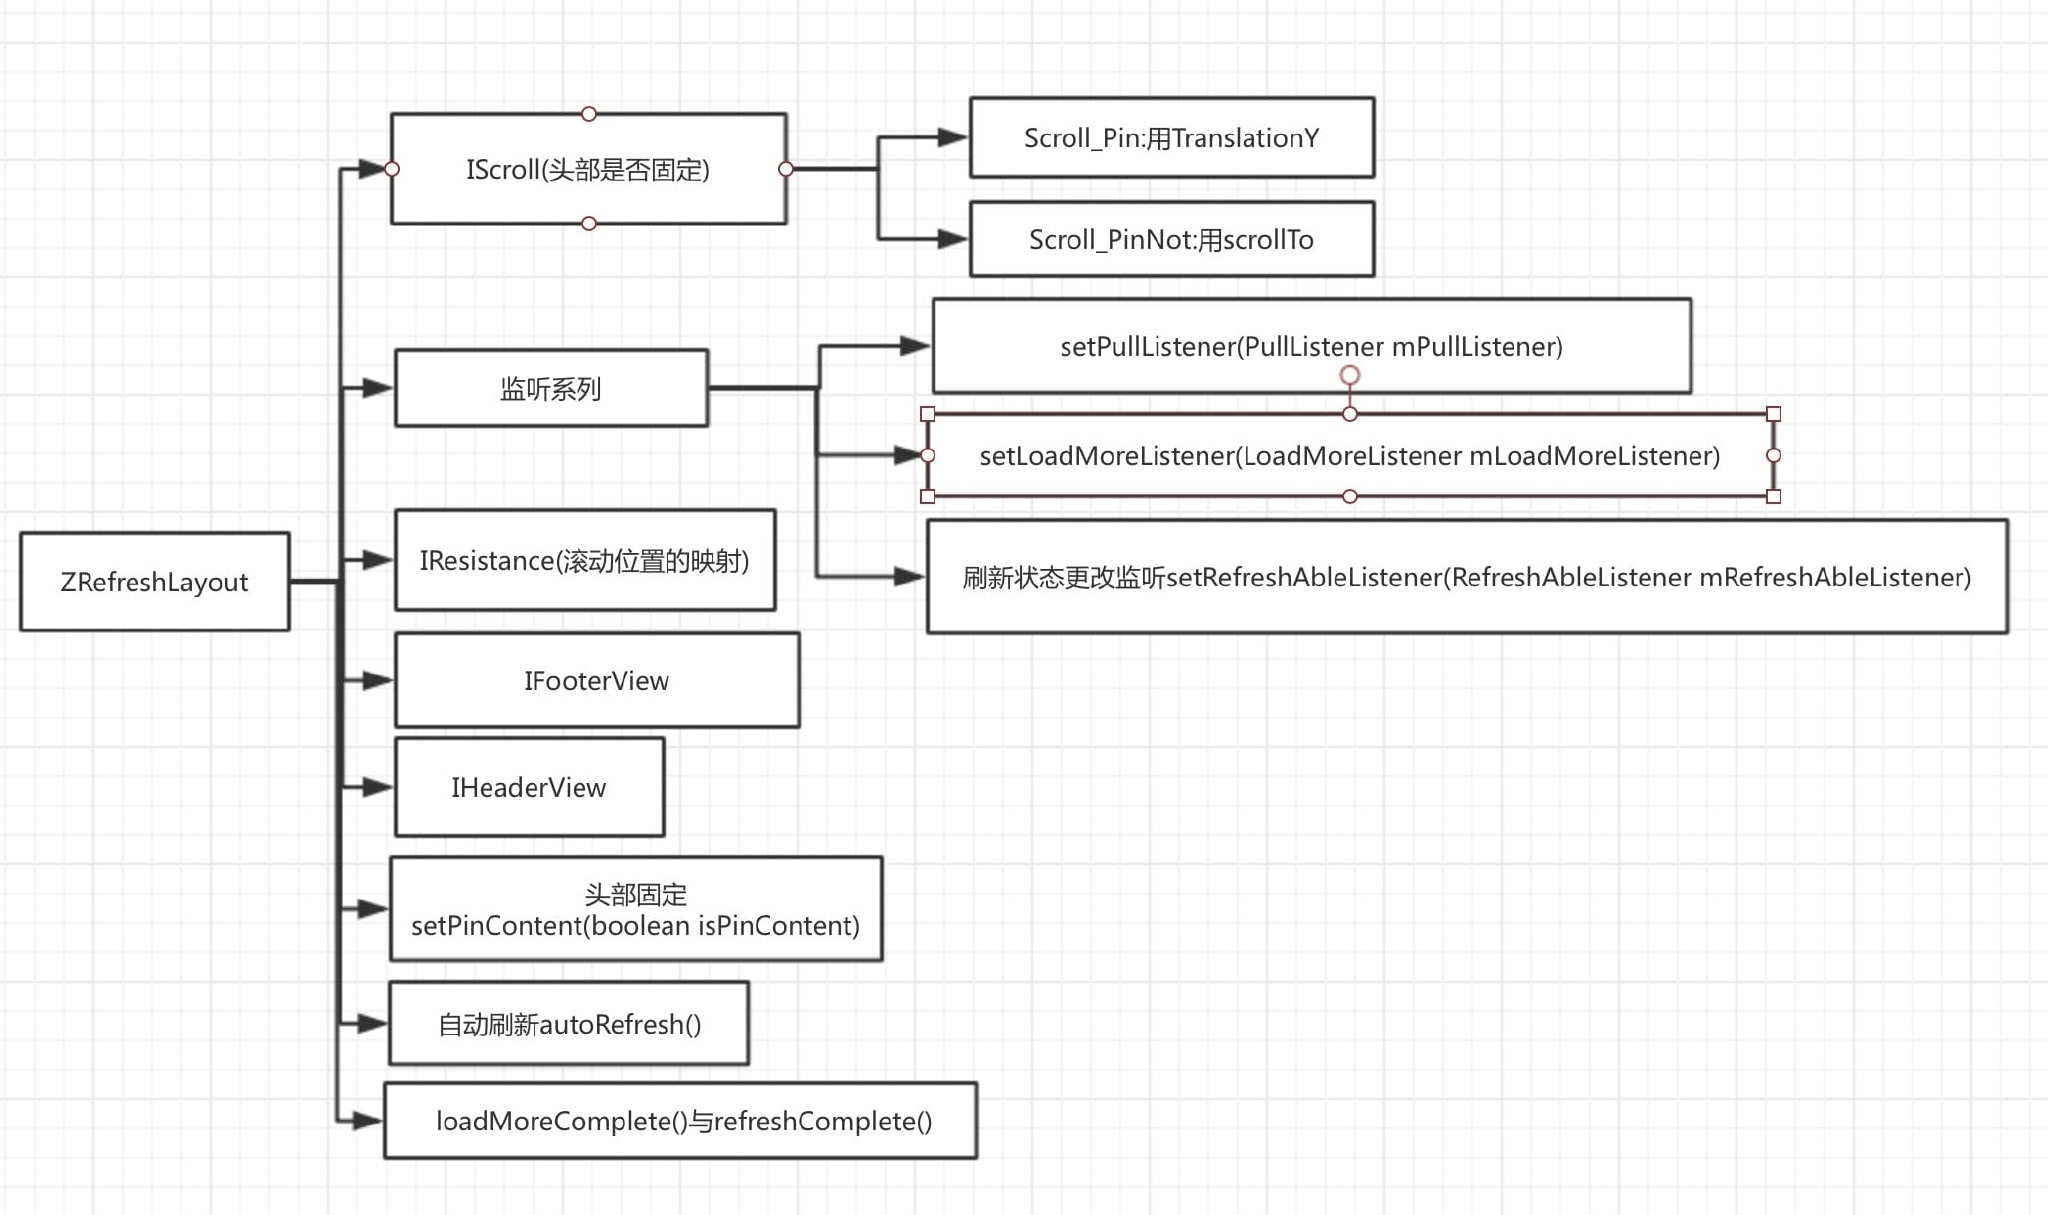 ZRefreshLayout
IScroll(头部是否固定)
Scroll_Pin:用TranslationY
Scroll_PinNot:用scrollTo
监听系列
setPullListener(PullListener mPullListener)
setLoadMoreListener(LoadMoreListener mLoadMoreListener)
刷新状态更改监听setRefreshAbleListener(RefreshAbleListener mRefreshAbleListener)
IResistance(滚动位置的映射)
IFooterView
IHeaderView
头部固定
setPinContent(boolean isPinContent)
自动刷新autoRefresh()
loadMoreComplete()与refreshComplete()